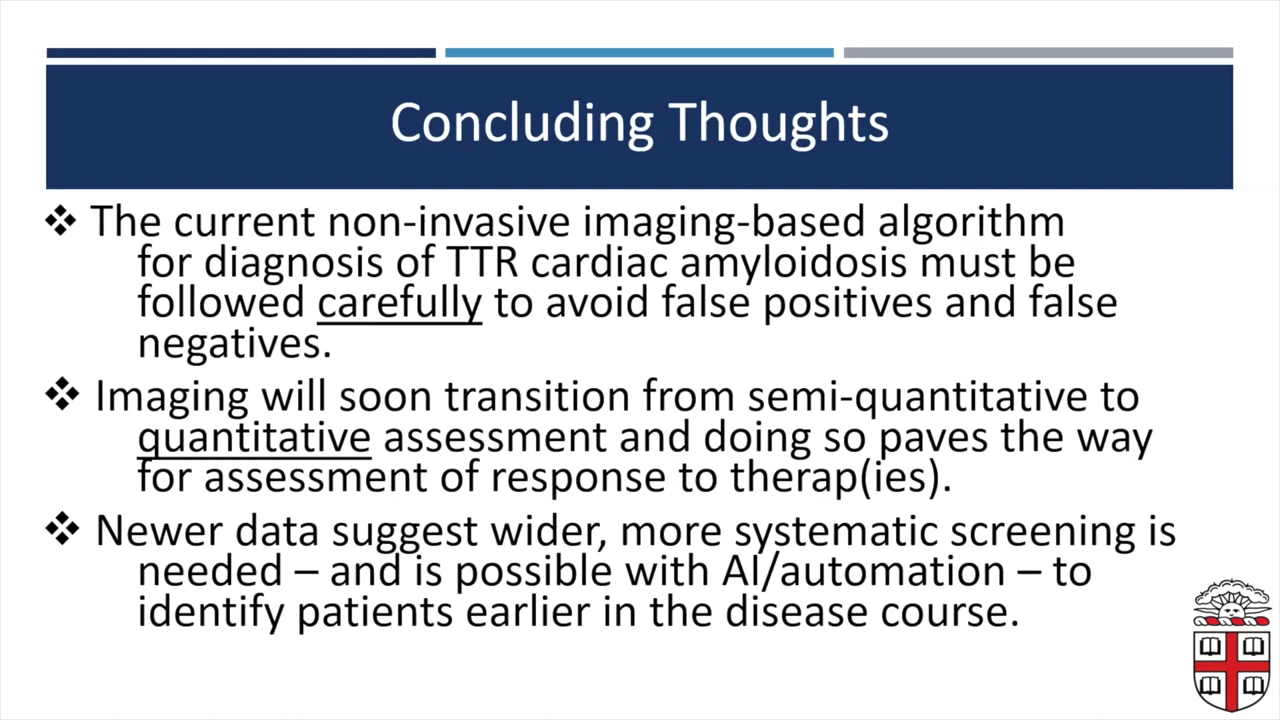 Concluding Thoughts
❖ The current non-invasive imaging-based algorithm
for diagnosis of TTR cardiac amyloidosis must be
followed carefully to avoid false positives and false
negatives.
❖ Imaging will soon transition from semi-quantitative to
quantitative assessment and doing so paves the way
for assessment of response to therap(ies).
❖ Newer data suggest wider, more systematic screening is
needed – and is possible with AI/automation – to
identify patients earlier in the disease course.